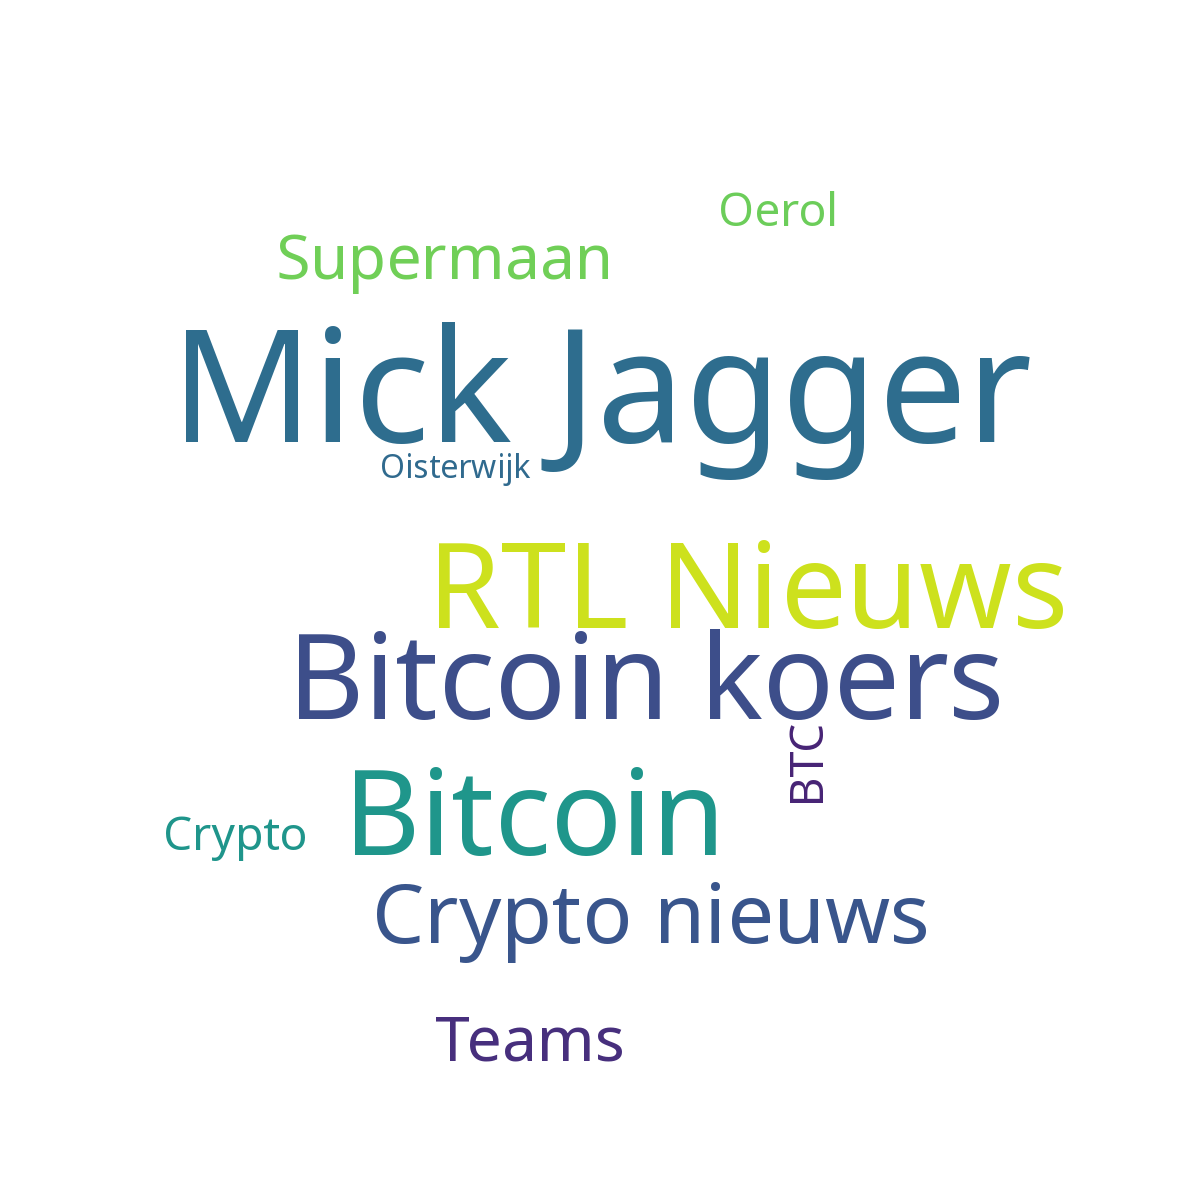 Oerol
Supermaan
Mick Jagger
Oisterwijk
RTL Nieuws
Bitcoin koers
BTC
Bitcoin
Crypto
Crypto nieuws
Teams